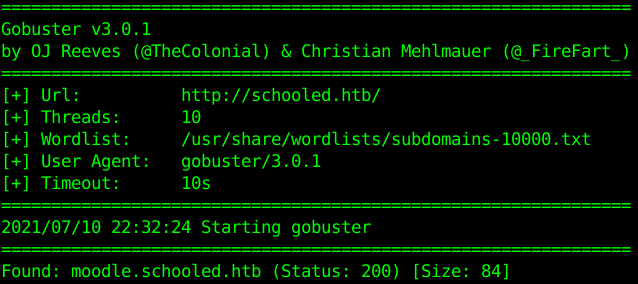 ===============================================================
Gobuster v3.0.1
by OJ Reeves (@TheColonial) & Christian Mehlmauer (@_FireFart_)
===============================================================
[+] Url:          http://schooled.htb/
[+] Threads:      10
[+] Wordlist:     /usr/share/wordlists/subdomains-10000.txt
[+] User Agent:   gobuster/3.0.1
[+] Timeout:      10s
===============================================================
2021/07/10 22:32:24 Starting gobuster
===============================================================
Found: moodle.schooled.htb (Status: 200) [Size: 84]